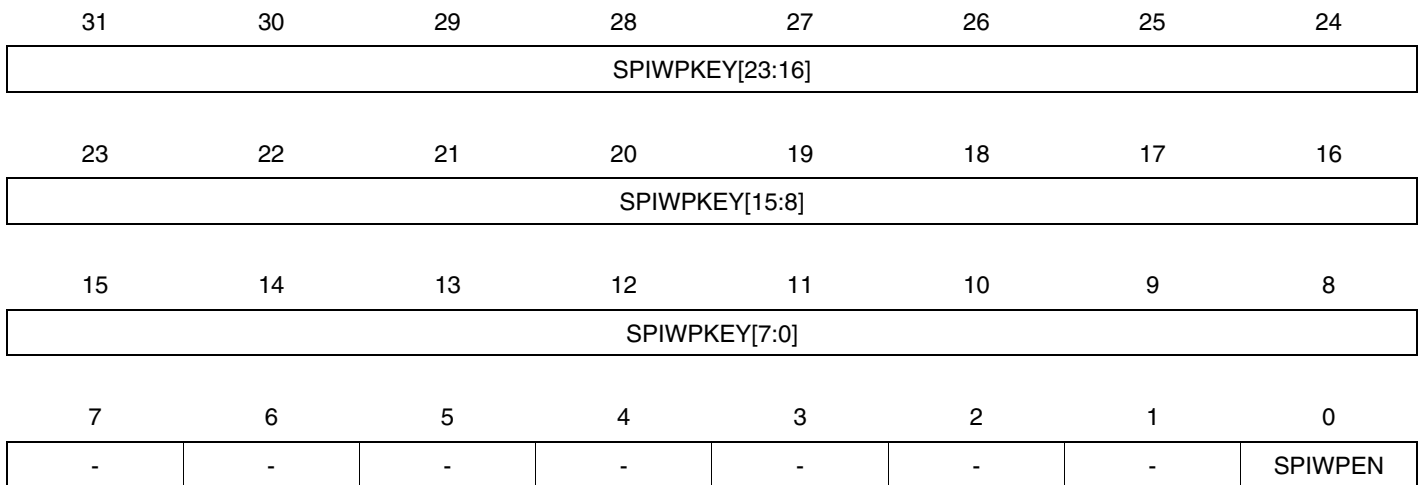 31 30 29 28 27 26 25 24
SPIWPKEY[23:16]
23 22 21 20 19 18 17 16
SPIWPKEY[15:8]
15 14 13 12 11 10 9 8
SPIWPKEY[7:0]
7 6 5 4 3 2 1 0
- - - - - - - SPIWPEN